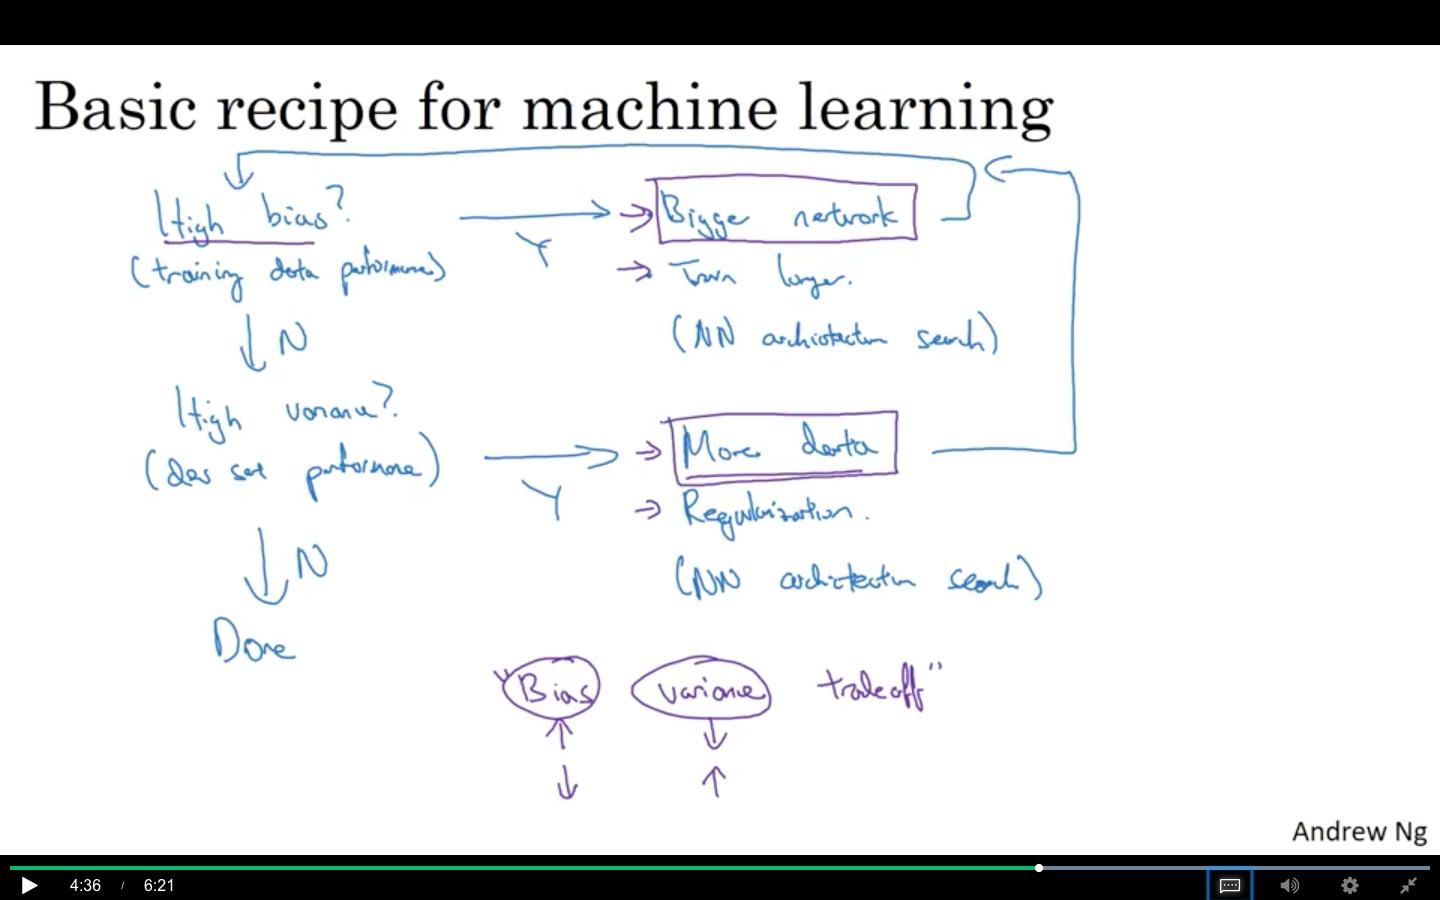 Basic recipe for machine learning
High bias? Y Bigge network
(training data performance) Train longer.
N (NN architecture search)
High variance? Y More data
(dev set performance) Regularization.
N (NN architecture search)
Done
"Bias variance tradeoff"
Andrew Ng
4:36 / 6:21